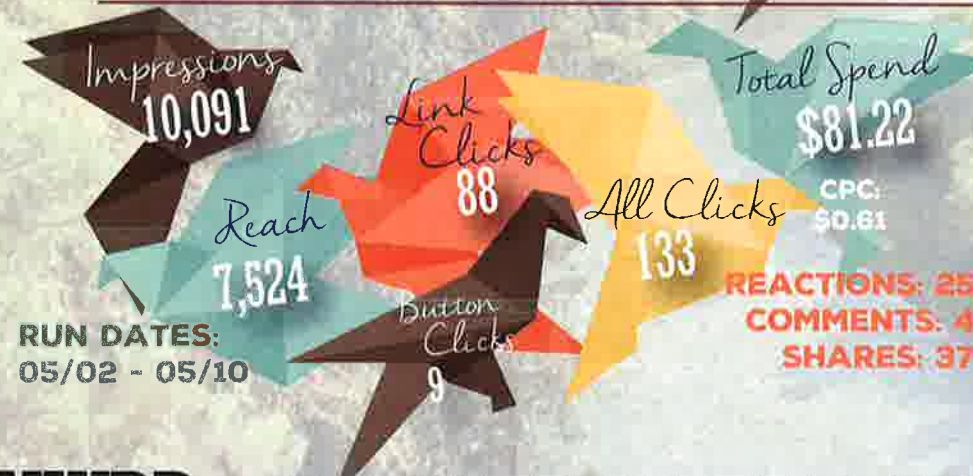 Impressions
10,091
Link
Clicks
88
Total Spend
$81.22
CPC:
$0.61
Reach
7,524
All Clicks
133
Button
Clicks
9
REACTIONS: 25
COMMENTS: 4
SHARES: 37
RUN DATES:
05/02 - 05/10